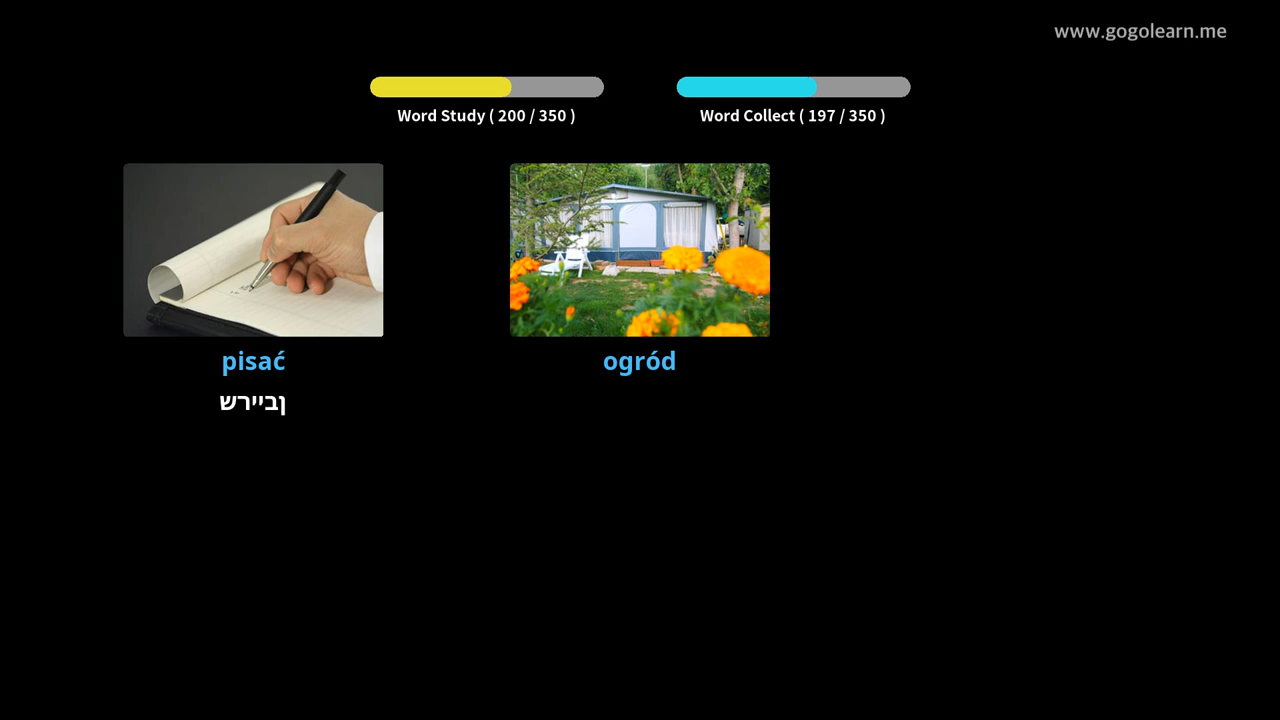 www.gogolearn.me
Word Study ( 200 / 350 )
Word Collect ( 197 / 350 )
pisać
ogród
שרייבן